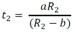 t₂ = aR₂ / (R₂ − b)